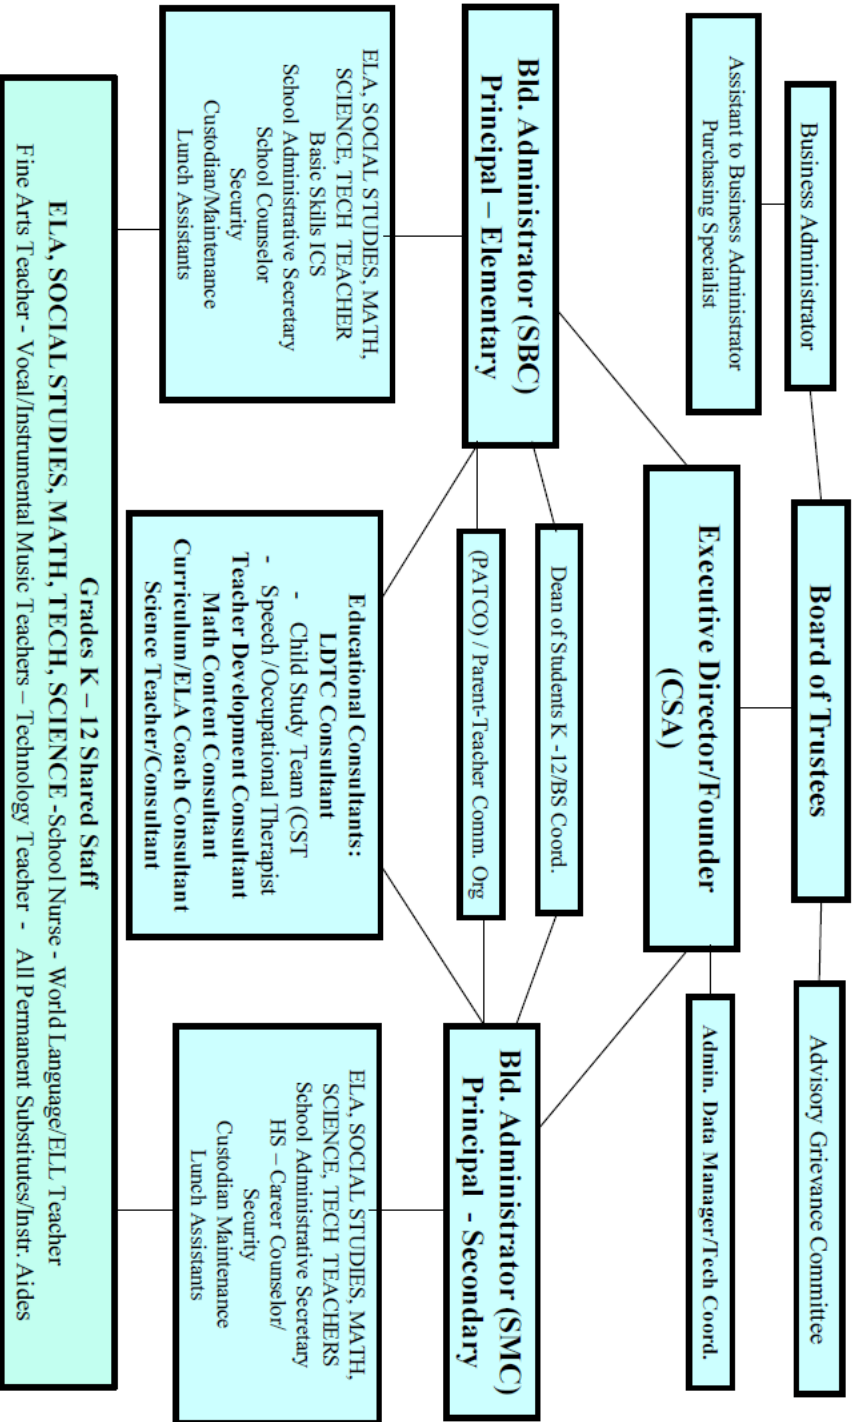 Board of Trustees
Business Administrator
Advisory Grievance Committee
Assistant to Business Administrator
Purchasing Specialist
Executive Director/Founder
(CSA)
Admin. Data Manager/Tech Coord.
Bld. Administrator (SBC)
Principal – Elementary
Dean of Students K -12/BS Coord.
(PATCO) / Parent-Teacher Comm. Org
Bld. Administrator (SMC)
Principal - Secondary
ELA, SOCIAL STUDIES, MATH,
SCIENCE, TECH TEACHER
Basic Skills ICS
School Administrative Secretary
School Counselor
Security
Custodian/Maintenance
Lunch Assistants
Educational Consultants:
LDTC Consultant
- Child Study Team (CST
- Speech /Occupational Therapist
Teacher Development Consultant
Math Content Consultant
Curriculum/ELA Coach Consultant
Science Teacher/Consultant
ELA, SOCIAL STUDIES, MATH,
SCIENCE, TECH TEACHERS
School Administrative Secretary
HS – Career Counselor/
Security
Custodian Maintenance
Lunch Assistants
Grades K – 12 Shared Staff
ELA, SOCIAL STUDIES, MATH, TECH, SCIENCE -School Nurse - World Language/ELL Teacher
Fine Arts Teacher - Vocal/Instrumental Music Teachers – Technology Teacher - All Permanent Substitutes/Instr. Aides